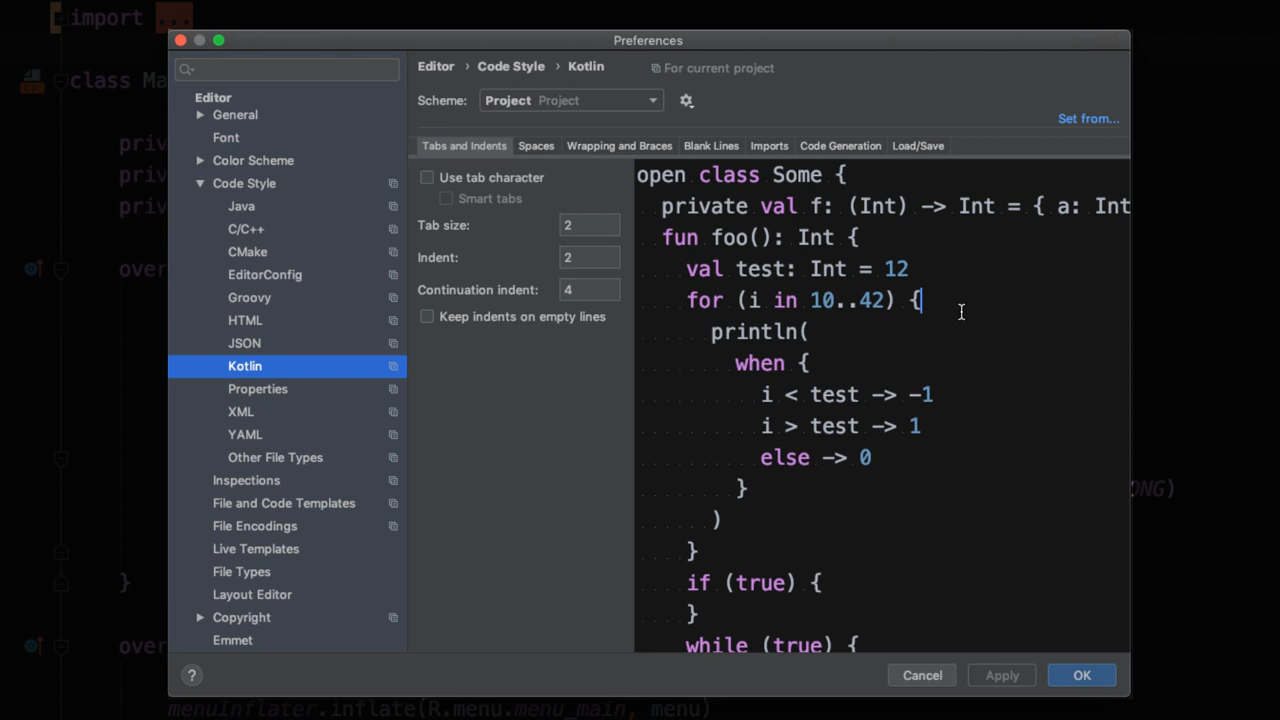 import ...
class Ma
priv
priv
priv
over
ONG)
}
over
menuInflater.inflate(R.menu.menu_main, menu)
Preferences
Editor
General
Font
Color Scheme
Code Style
Java
C/C++
CMake
EditorConfig
Groovy
HTML
JSON
Kotlin
Properties
XML
YAML
Other File Types
Inspections
File and Code Templates
File Encodings
Live Templates
File Types
Layout Editor
Copyright
Emmet
Editor › Code Style › Kotlin For current project
Scheme: Project Project
Set from...
Tabs and Indents Spaces Wrapping and Braces Blank Lines Imports Code Generation Load/Save
Use tab character
Smart tabs
Tab size: 2
Indent: 2
Continuation indent: 4
Keep indents on empty lines
open class Some {
private val f: (Int) -> Int = { a: Int
fun foo(): Int {
val test: Int = 12
for (i in 10..42) {
println(
when {
i < test -> -1
i > test -> 1
else -> 0
}
)
}
if (true) {
}
while (true) {
? Cancel Apply OK